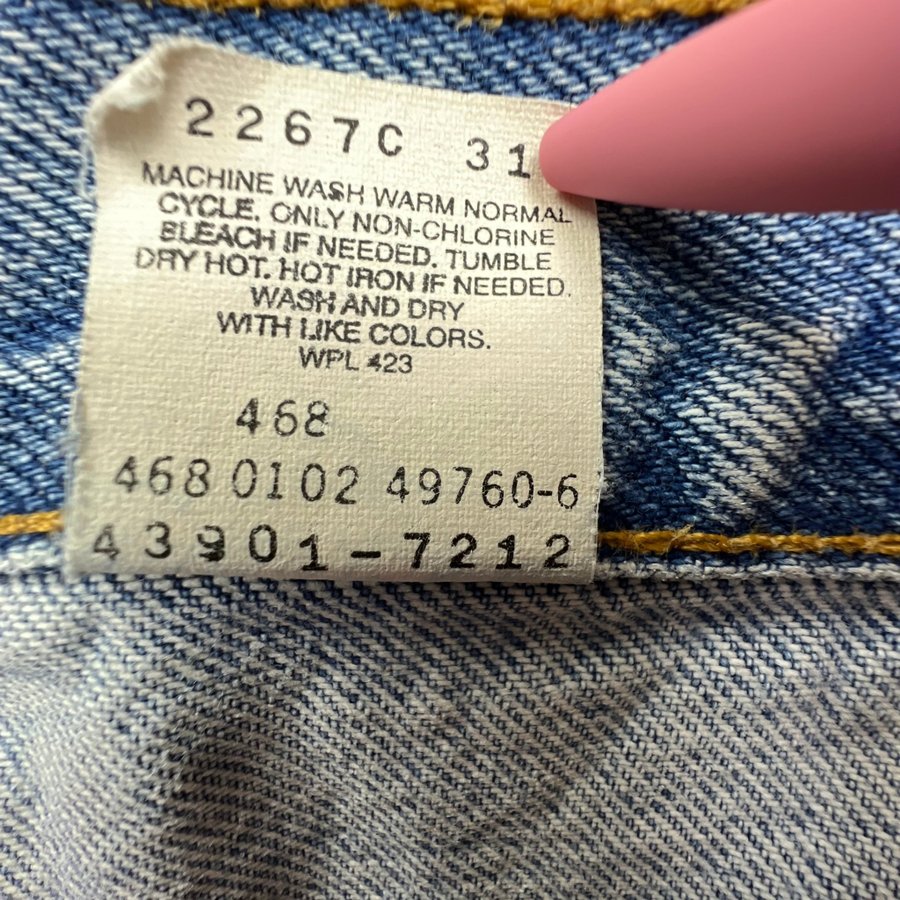 2267C 31
MACHINE WASH WARM NORMAL
CYCLE. ONLY NON-CHLORINE
BLEACH IF NEEDED. TUMBLE
DRY HOT. HOT IRON IF NEEDED.
WASH AND DRY
WITH LIKE COLORS.
WPL 423
468
468 0102 49760-6
43901-7212